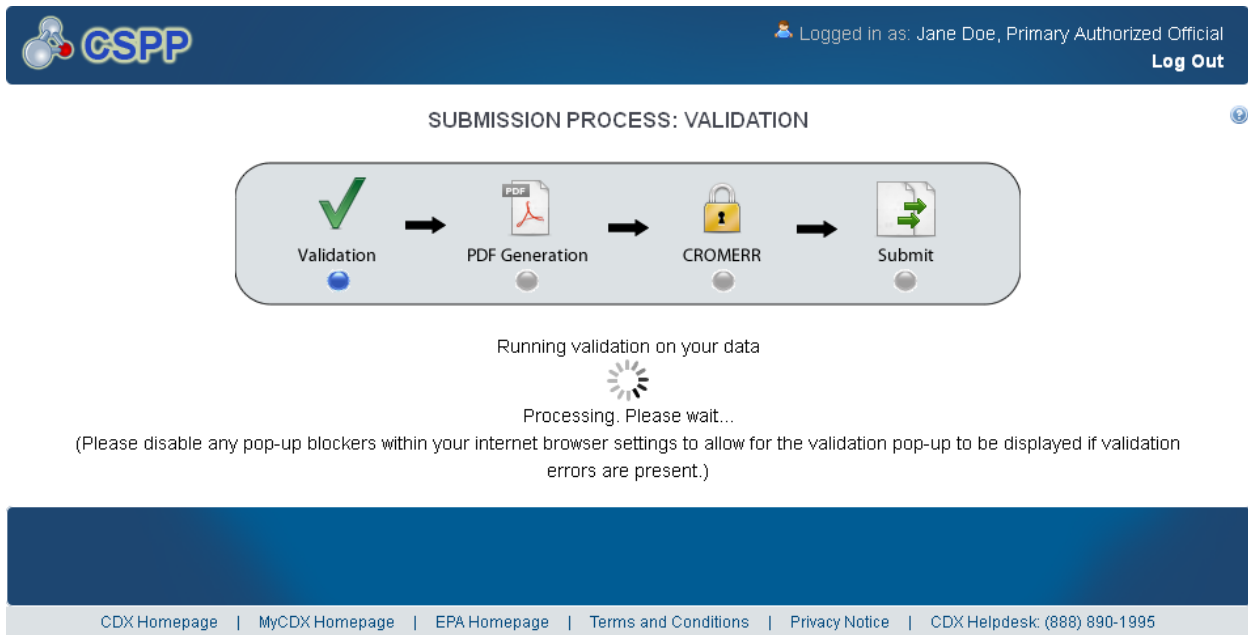 CSPP
Logged in as: Jane Doe, Primary Authorized Official
Log Out
SUBMISSION PROCESS: VALIDATION
PDF
Validation
PDF Generation
CROMERR
Submit
Running validation on your data
Processing. Please wait...
(Please disable any pop-up blockers within your internet browser settings to allow for the validation pop-up to be displayed if validation
errors are present.)
CDX Homepage | MyCDX Homepage | EPA Homepage | Terms and Conditions | Privacy Notice | CDX Helpdesk: (888) 890-1995